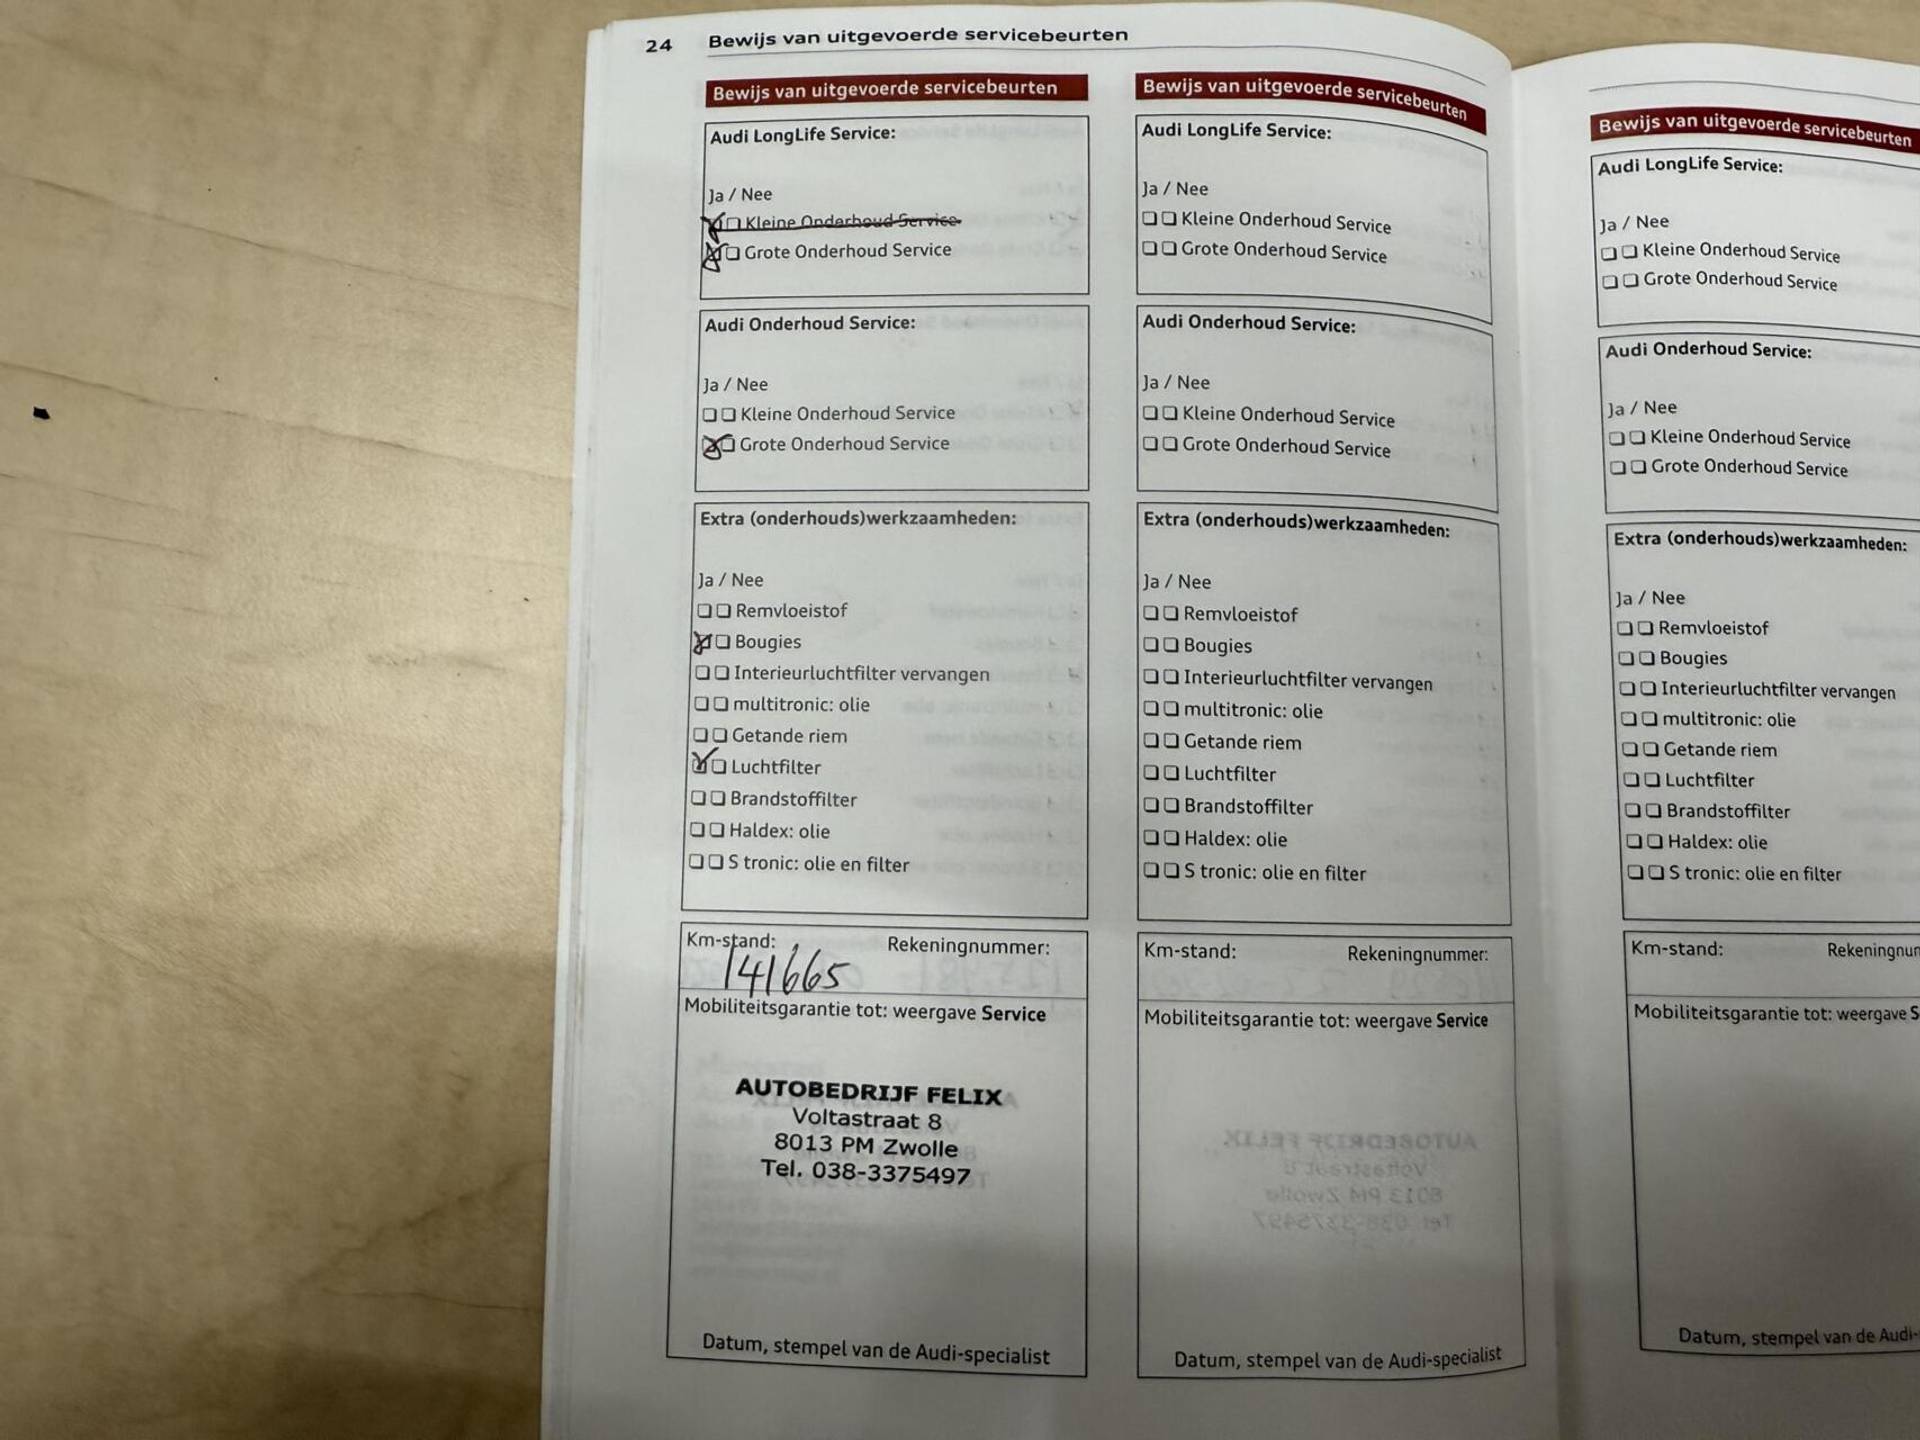 24 Bewijs van uitgevoerde servicebeurten
Bewijs van uitgevoerde servicebeurten
Audi LongLife Service:
Ja / Nee
Kleine Onderhoud Service
Grote Onderhoud Service
Audi Onderhoud Service:
Ja / Nee
Kleine Onderhoud Service
Grote Onderhoud Service
Extra (onderhouds)werkzaamheden:
Ja / Nee
Remvloeistof
Bougies
Interieurluchtfilter vervangen
multitronic: olie
Getande riem
Luchtfilter
Brandstoffilter
Haldex: olie
S tronic: olie en filter
Km-stand: Rekeningnummer:
141665
Mobiliteitsgarantie tot: weergave Service
AUTOBEDRIJF FELIX
Voltastraat 8
8013 PM Zwolle
Tel. 038-3375497
Datum, stempel van de Audi-specialist
Bewijs van uitgevoerde servicebeurten
Audi LongLife Service:
Ja / Nee
Kleine Onderhoud Service
Grote Onderhoud Service
Audi Onderhoud Service:
Ja / Nee
Kleine Onderhoud Service
Grote Onderhoud Service
Extra (onderhouds)werkzaamheden:
Ja / Nee
Remvloeistof
Bougies
Interieurluchtfilter vervangen
multitronic: olie
Getande riem
Luchtfilter
Brandstoffilter
Haldex: olie
S tronic: olie en filter
Km-stand: Rekeningnummer:
Mobiliteitsgarantie tot: weergave Service
Datum, stempel van de Audi-specialist
Bewijs van uitgevoerde servicebeurten
Audi LongLife Service:
Ja / Nee
Kleine Onderhoud Service
Grote Onderhoud Service
Audi Onderhoud Service:
Ja / Nee
Kleine Onderhoud Service
Grote Onderhoud Service
Extra (onderhouds)werkzaamheden:
Ja / Nee
Remvloeistof
Bougies
Interieurluchtfilter vervangen
multitronic: olie
Getande riem
Luchtfilter
Brandstoffilter
Haldex: olie
S tronic: olie en filter
Km-stand: Rekeningnum
Mobiliteitsgarantie tot: weergave S
Datum, stempel van de Audi-